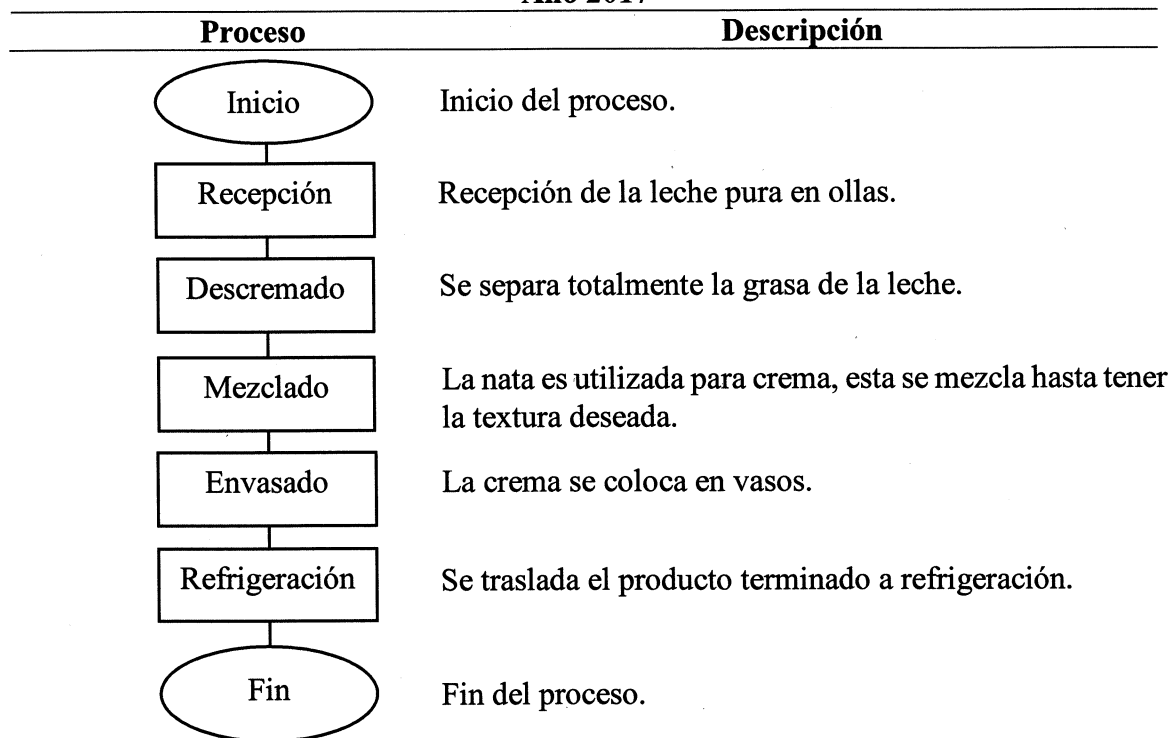 Año 2017
Proceso Descripción
Inicio Inicio del proceso.
Recepción Recepción de la leche pura en ollas.
Descremado Se separa totalmente la grasa de la leche.
Mezclado La nata es utilizada para crema, esta se mezcla hasta tener
la textura deseada.
Envasado La crema se coloca en vasos.
Refrigeración Se traslada el producto terminado a refrigeración.
Fin Fin del proceso.